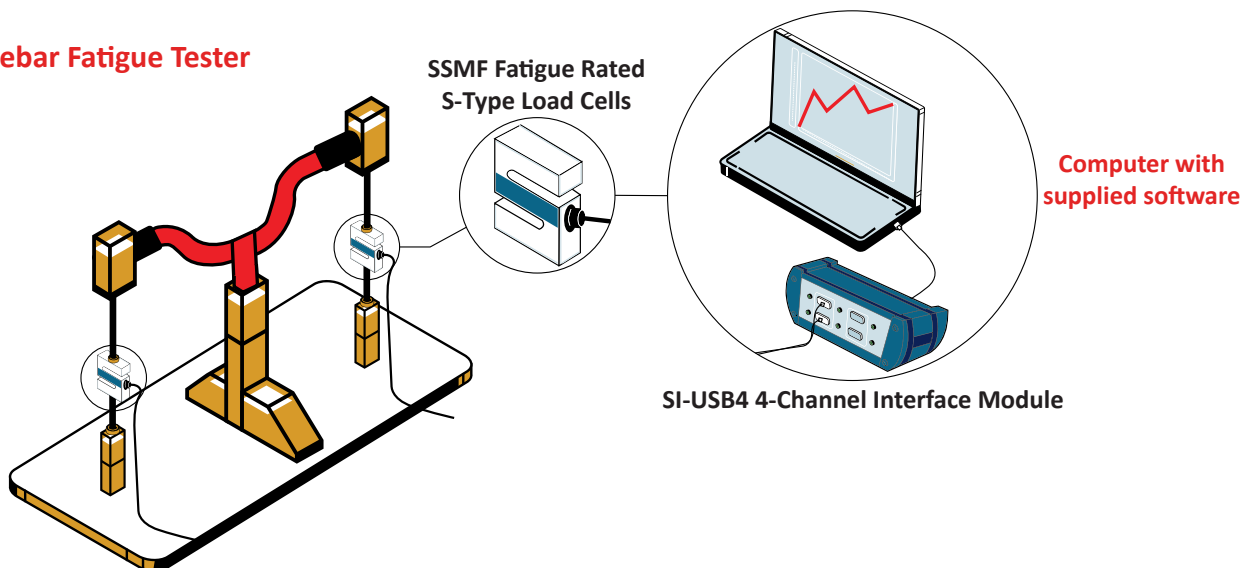 ebar Fatigue Tester
SSMF Fatigue Rated
S-Type Load Cells
Computer with
supplied software
SI-USB4 4-Channel Interface Module